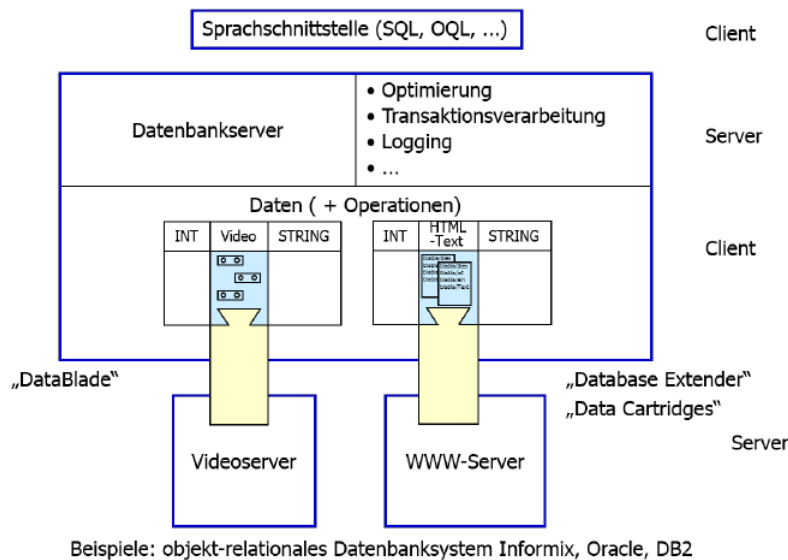 Sprachschnittstelle (SQL, OQL, ...)
Client
Datenbankserver
• Optimierung
• Transaktionsverarbeitung
• Logging
• ...
Server
Daten ( + Operationen)
INT Video STRING
INT HTML
-Text STRING
Client
„DataBlade“
„Database Extender“
„Data Cartridges“
Videoserver
WWW-Server
Server
Beispiele: objekt-relationales Datenbanksystem Informix, Oracle, DB2